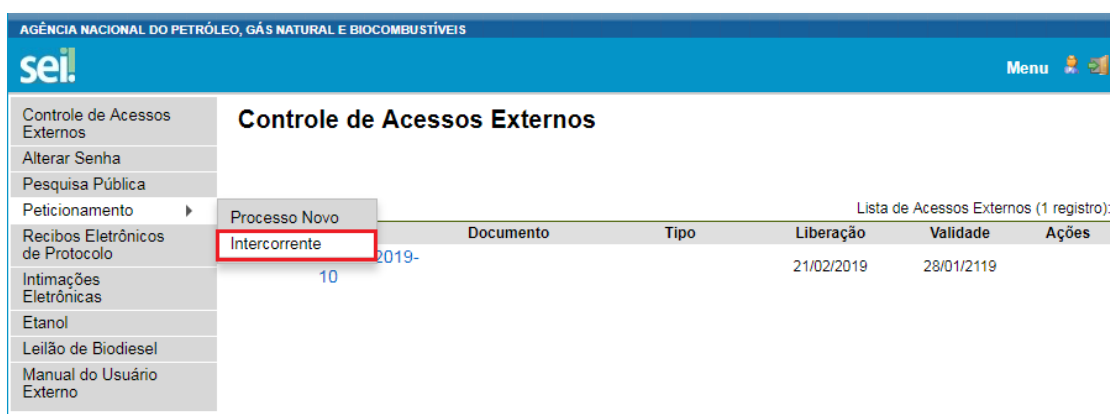 AGÊNCIA NACIONAL DO PETRÓLEO, GÁS NATURAL E BIOCOMBUSTÍVEIS
sei!
Menu
Controle de Acessos
Externos
Alterar Senha
Pesquisa Pública
Peticionamento
Recibos Eletrônicos
de Protocolo
Intimações
Eletrônicas
Etanol
Leilão de Biodiesel
Manual do Usuário
Externo
Processo Novo
Intercorrente
Controle de Acessos Externos
Lista de Acessos Externos (1 registro):
Documento Tipo Liberação Validade Ações
2019-
10
21/02/2019 28/01/2119